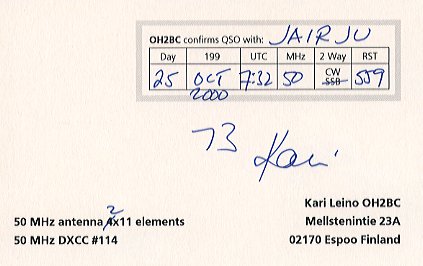 OH2BC confirms QSO with: JA1RJU
Day 199 UTC MHz 2 Way RST
25 OCT 2000 7:32 50 CW SSB 559
73 Kari
50 MHz antenna 2x11 elements
50 MHz DXCC #114
Kari Leino OH2BC
Mellstenintie 23A
02170 Espoo Finland